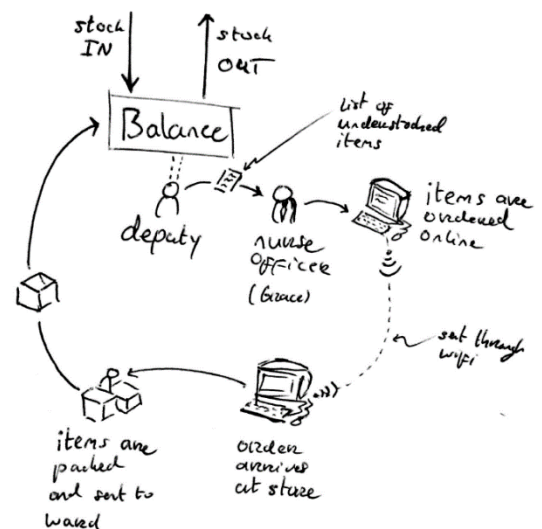 stock
IN
stock
OUT
Balance
list of
understocked
items
deputy
nurse
officer
(Grace)
items are
ordered
online
sent through
wifi
order
arrives
at store
items are
packed
and sent to
ward